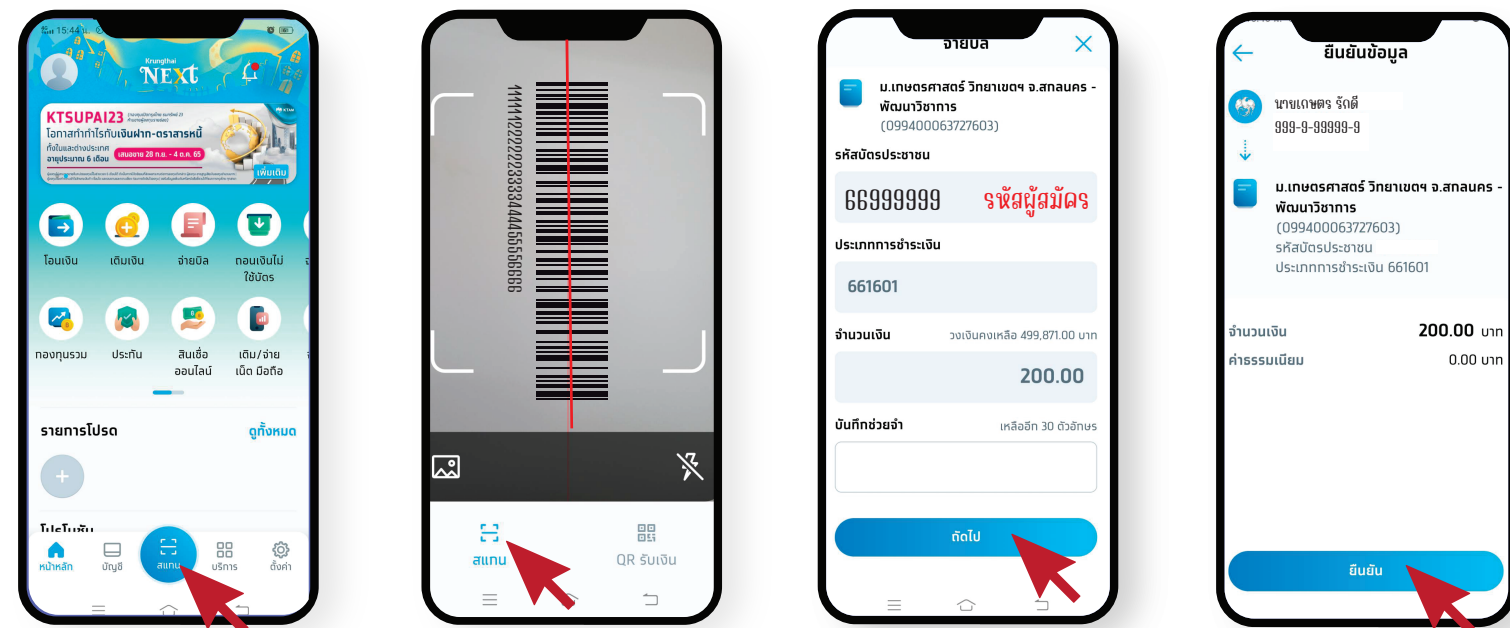 15:44 น.
Krungthai
NEXT
KTSUPAI23
โอกาสทำกำไรกับเงินฝาก-ตราสารหนี้
ทั้งในและต่างประเทศ
อายุประมาณ 6 เดือน
เสนอขาย 28 ก.ย. - 4 ต.ค. 65
เพิ่มเติม
โอนเงิน
เติมเงิน
จ่ายบิล
ถอนเงินไม่
ใช้บัตร
กองทุนรวม
ประกัน
สินเชื่อ
ออนไลน์
เติม/จ่าย
เน็ต มือถือ
รายการโปรด
ดูทั้งหมด
โปรโมชัน
หน้าหลัก
บัญชี
สแกน
บริการ
ตั้งค่า
สแกน
QR รับเงิน
จ่ายบิล
ม.เกษตรศาสตร์ วิทยาเขตฯ จ.สกลนคร -
พัฒนาวิชาการ
(099400063727603)
รหัสบัตรประชาชน
66999999
รหัสผู้สมัคร
ประเภทการชำระเงิน
661601
จำนวนเงิน
วงเงินคงเหลือ 499,871.00 บาท
200.00
บันทึกช่วยจำ
เหลืออีก 30 ตัวอักษร
ถัดไป
ยืนยันข้อมูล
นายเกษตร รักดี
999-9-99999-9
ม.เกษตรศาสตร์ วิทยาเขตฯ จ.สกลนคร -
พัฒนาวิชาการ
(099400063727603)
รหัสบัตรประชาชน
ประเภทการชำระเงิน 661601
จำนวนเงิน
200.00 บาท
ค่าธรรมเนียม
0.00 บาท
ยืนยัน